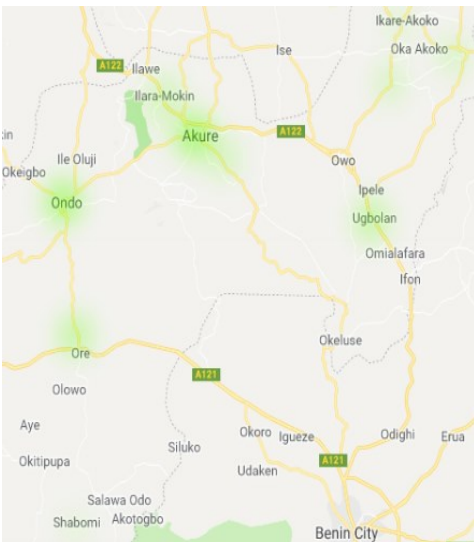 Ikare-Akoko
Oka Akoko
Ise
A122
Ilawe
Ilara-Mokin
Akure
A122
Owo
Ile Oluji
Okeigbo
Ipele
Ondo
Ugbolan
Omialafara
Ifon
Okeluse
Ore
A121
Olowo
Aye
Okoro
Igueze
Odighi
Erua
Siluko
Okitipupa
A121
Udaken
Salawa Odo
Shabomi
Akotogbo
Benin City